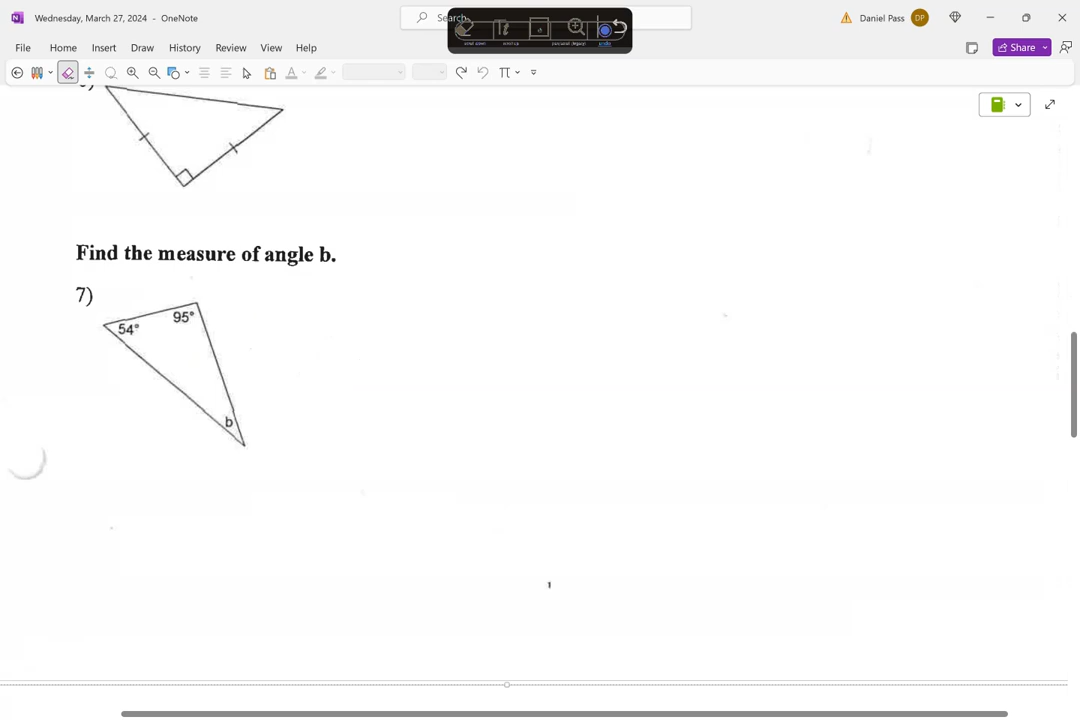 Wednesday, March 27, 2024 - OneNote
Search
Daniel Pass DP
File Home Insert Draw History Review View Help
Share
Find the measure of angle b.
7)
54° 95°
b
1